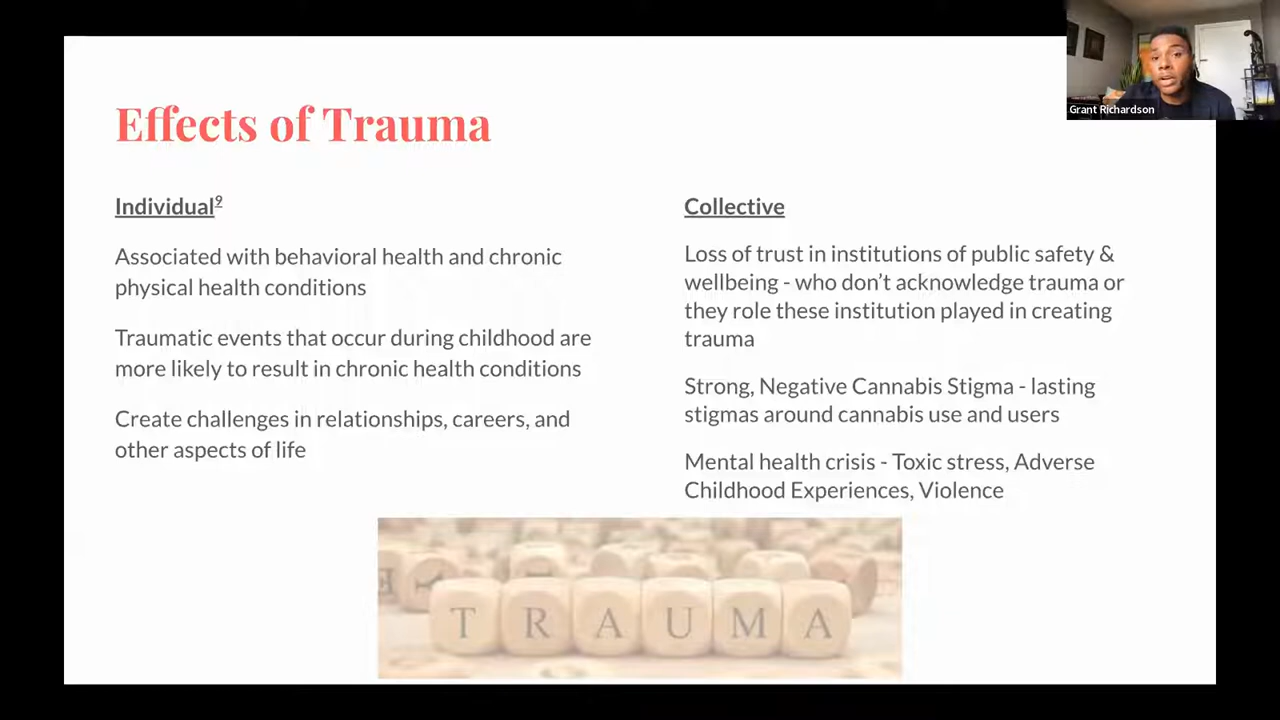 Effects of Trauma
Grant Richardson
Individual9
Associated with behavioral health and chronic
physical health conditions
Traumatic events that occur during childhood are
more likely to result in chronic health conditions
Create challenges in relationships, careers, and
other aspects of life
Collective
Loss of trust in institutions of public safety &
wellbeing - who don’t acknowledge trauma or
they role these institution played in creating
trauma
Strong, Negative Cannabis Stigma - lasting
stigmas around cannabis use and users
Mental health crisis - Toxic stress, Adverse
Childhood Experiences, Violence
TRAUMA